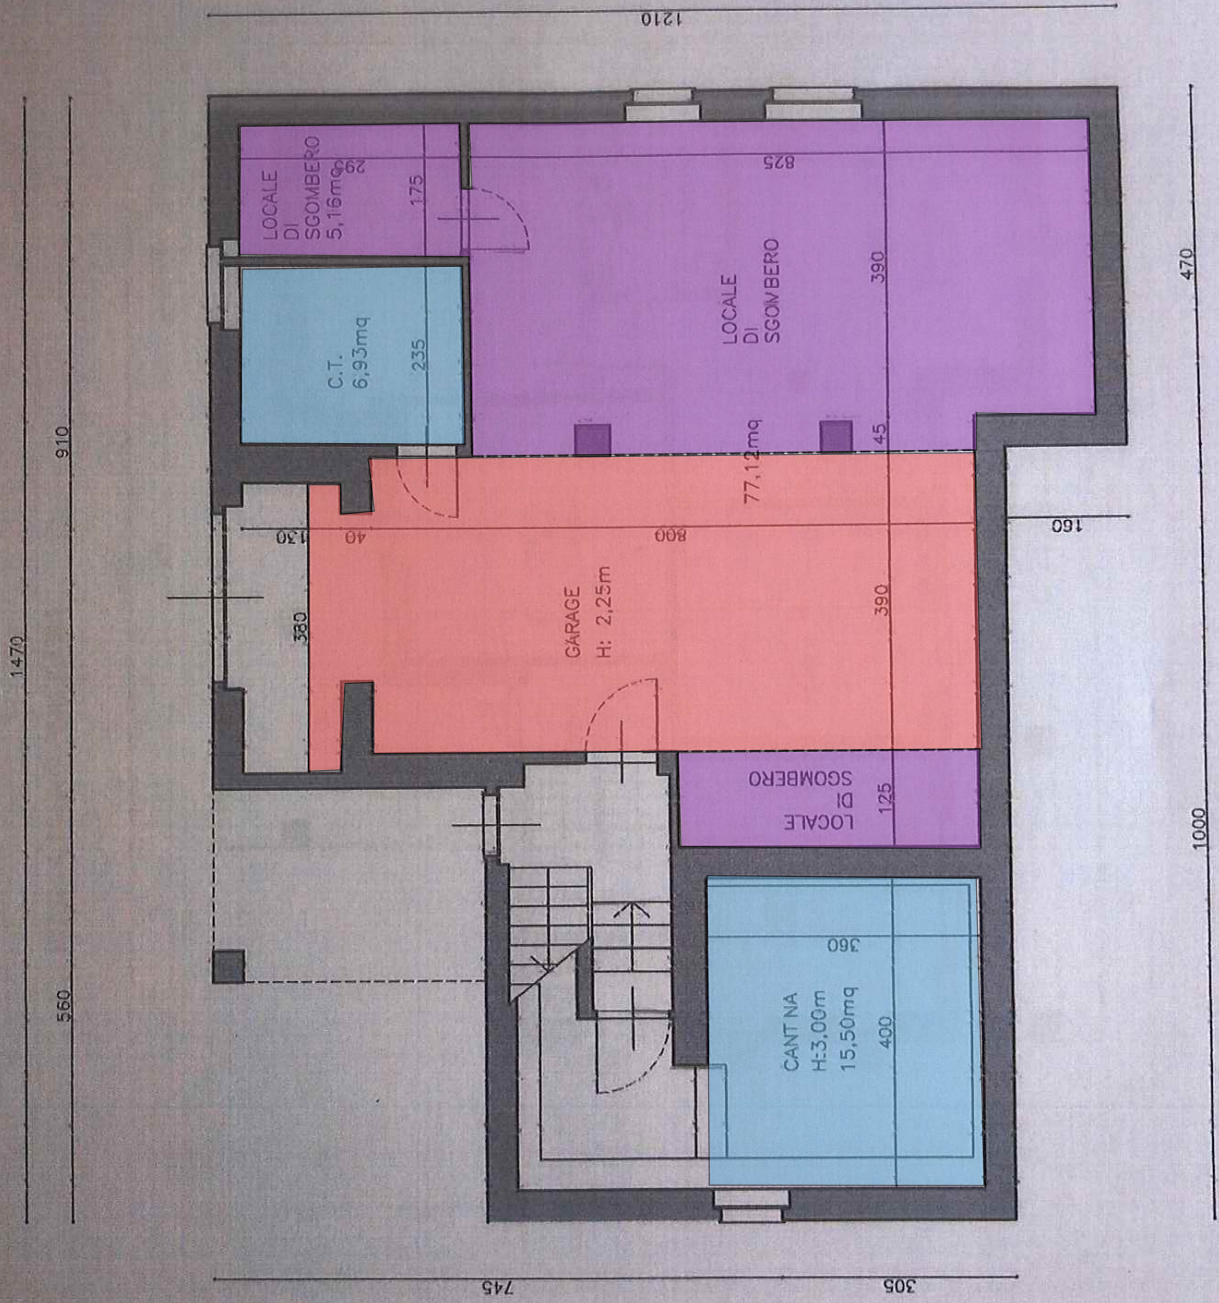 1210
LOCALE
DI
SGOMBERO
5,16mq
295
175
825
390
470
LOCALE
DI
SGOMBERO
C.T.
6,93mq
235
910
45
77,12mq
130
40
800
160
GARAGE
H: 2,25m
390
380
1470
LOCALE
DI
SGOMBERO
125
1000
560
360
CANT NA
H:3,00m
15,50mq
400
745
305